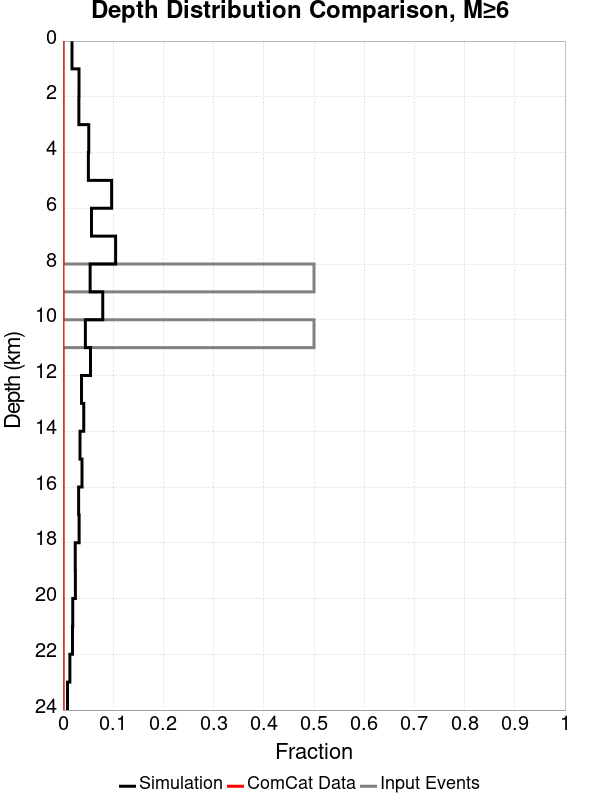 Depth Distribution Comparison, M≥6
0
2
4
6
8
10
12
14
16
18
20
22
24
Depth (km)
0 0.1 0.2 0.3 0.4 0.5 0.6 0.7 0.8 0.9 1
Fraction
Simulation ComCat Data Input Events